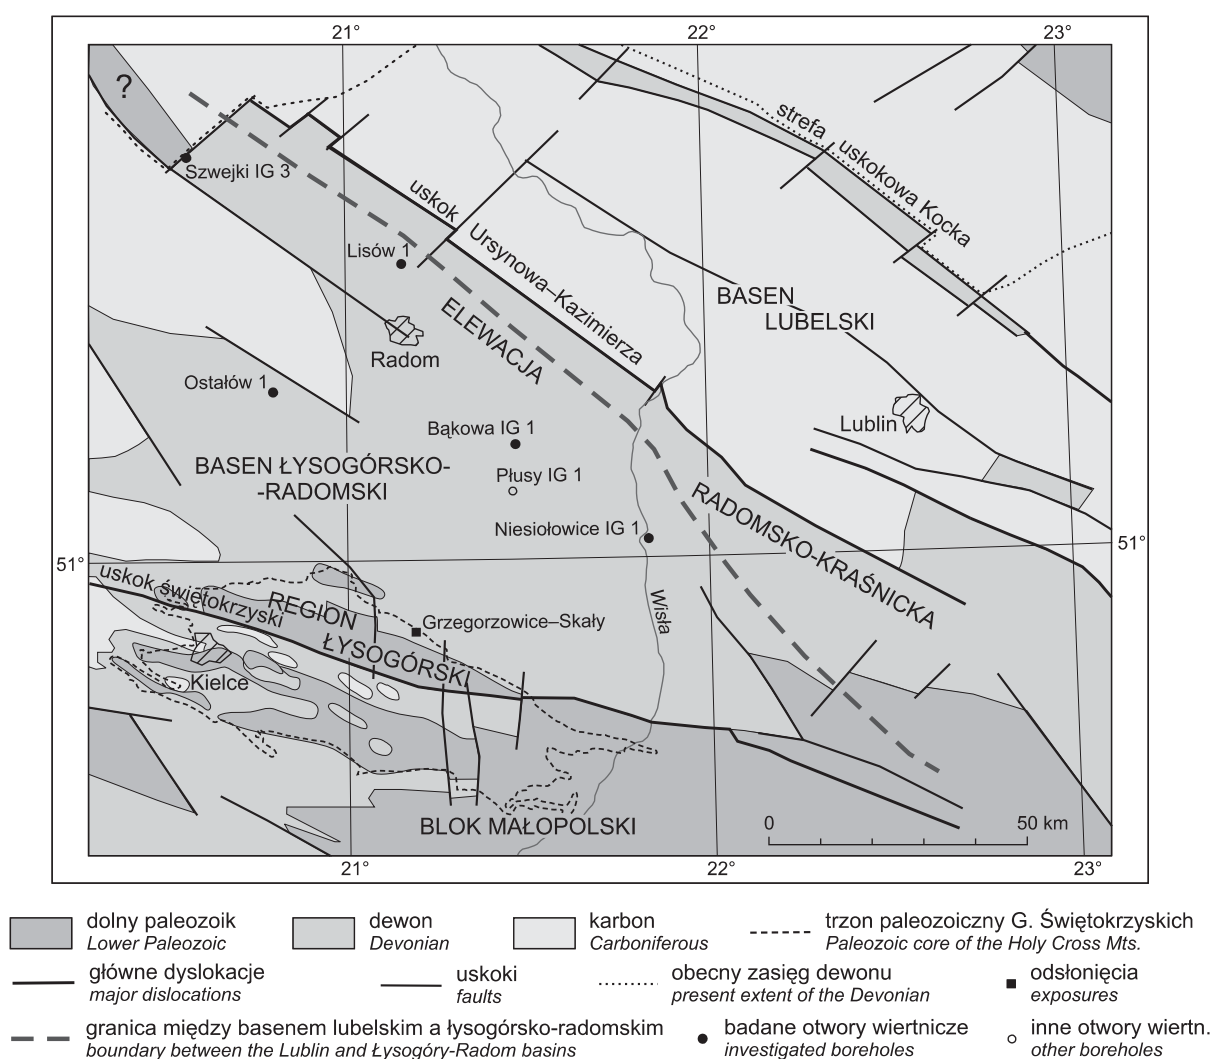 21°
22°
23°
?
strefa uskokowa Kocka
Szwejki IG 3
uskok Ursynowa–Kazimierza
Lisów 1
BASEN
LUBELSKI
ELEWACJA
Radom
Ostałów 1
Lublin
Bąkowa IG 1
BASEN ŁYSOGÓRSKO-
-RADOMSKI
Płusy IG 1
RADOMSKO-KRAŚNICKA
Niesiołowice IG 1
51°
51°
uskok świętokrzyski
REGION
ŁYSOGÓRSKI
Wisła
Grzegorzowice–Skały
Kielce
BLOK MAŁOPOLSKI
0 50 km
21°
22°
23°
dolny paleozoik
Lower Paleozoic
dewon
Devonian
karbon
Carboniferous
trzon paleozoiczny G. Świętokrzyskich
Paleozoic core of the Holy Cross Mts.
główne dyslokacje
major dislocations
uskoki
faults
obecny zasięg dewonu
present extent of the Devonian
odsłonięcia
exposures
granica między basenem lubelskim a łysogórsko-radomskim
boundary between the Lublin and Łysogóry-Radom basins
badane otwory wiertnicze
investigated boreholes
inne otwory wiertn.
other boreholes